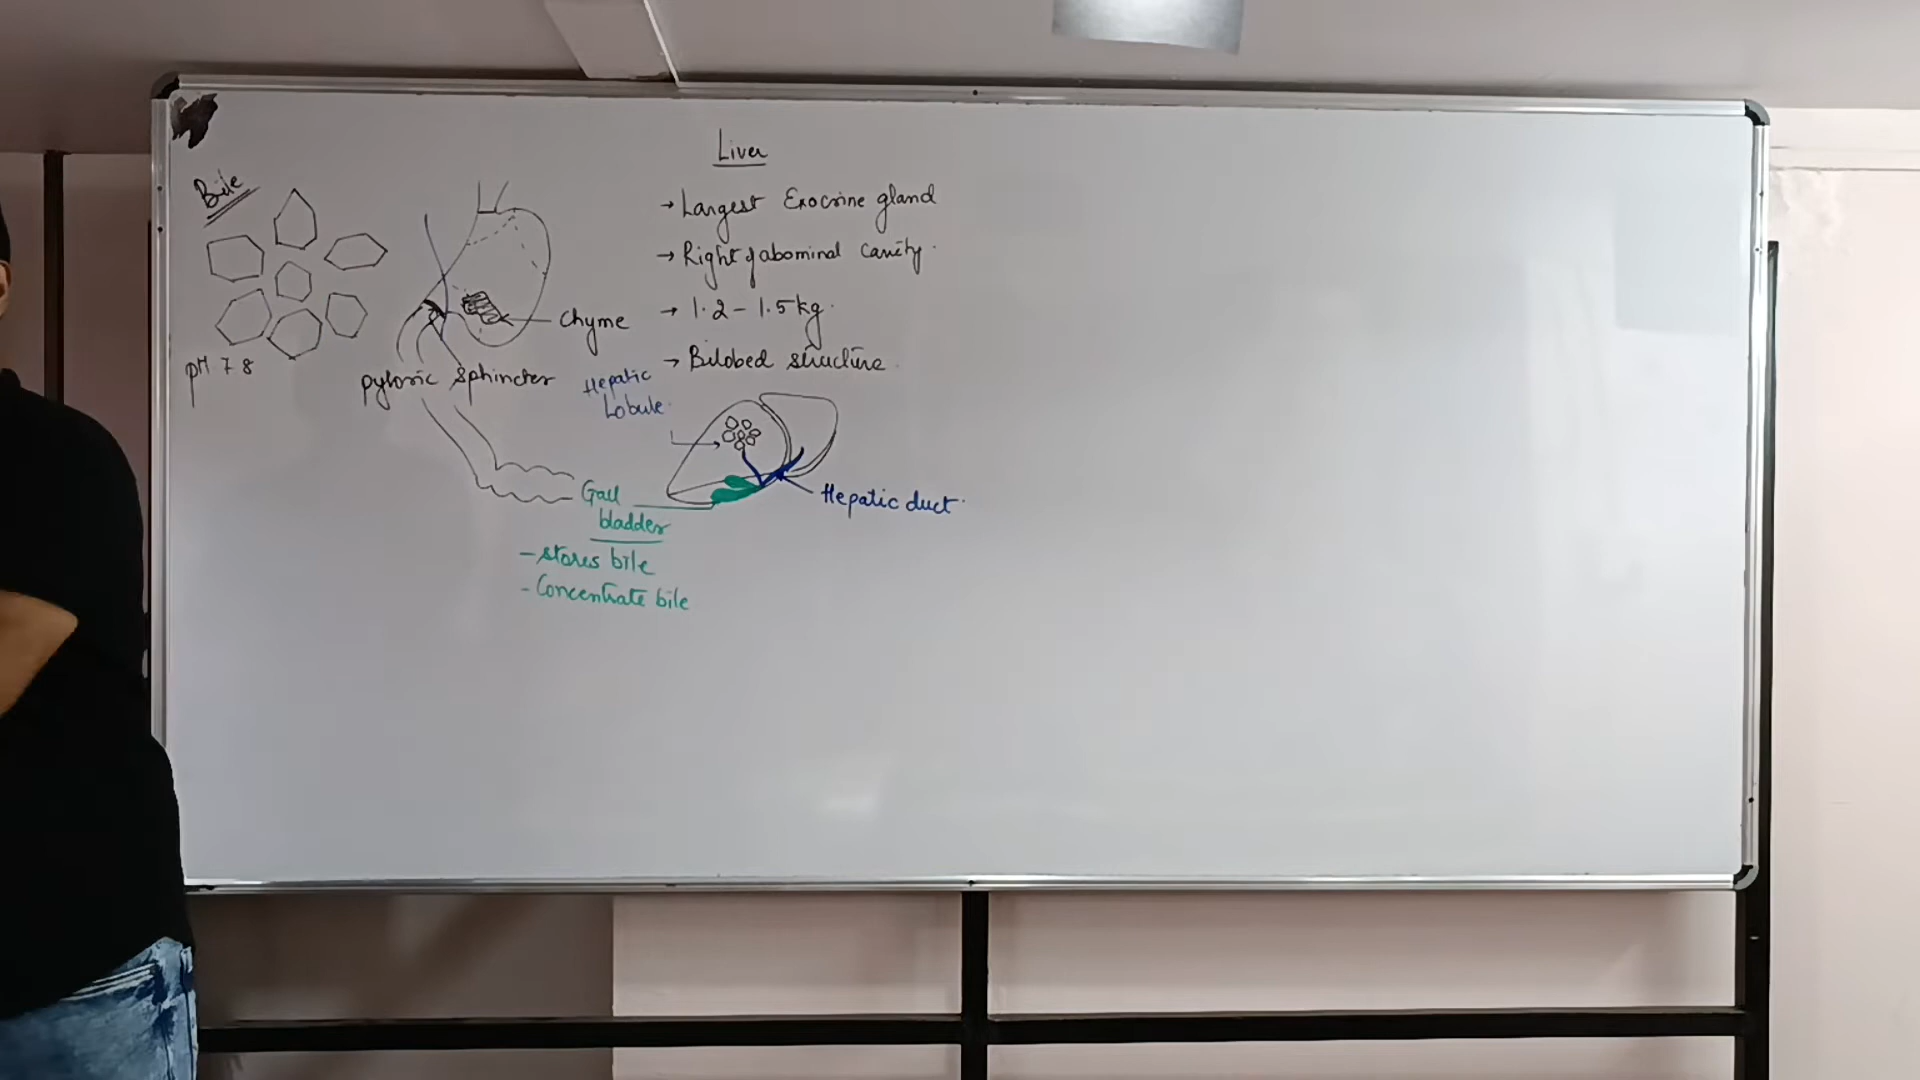 Liver
→ Largest Exocrine gland
→ Right of abominal cavity.
→ 1.2 - 1.5 kg.
→ Bilobed structure.
Bile
pH 7 8
Chyme
pyloric sphincter
Hepatic
Lobule.
Hepatic duct.
Gall
bladder
- stores bile
- Concentrate bile